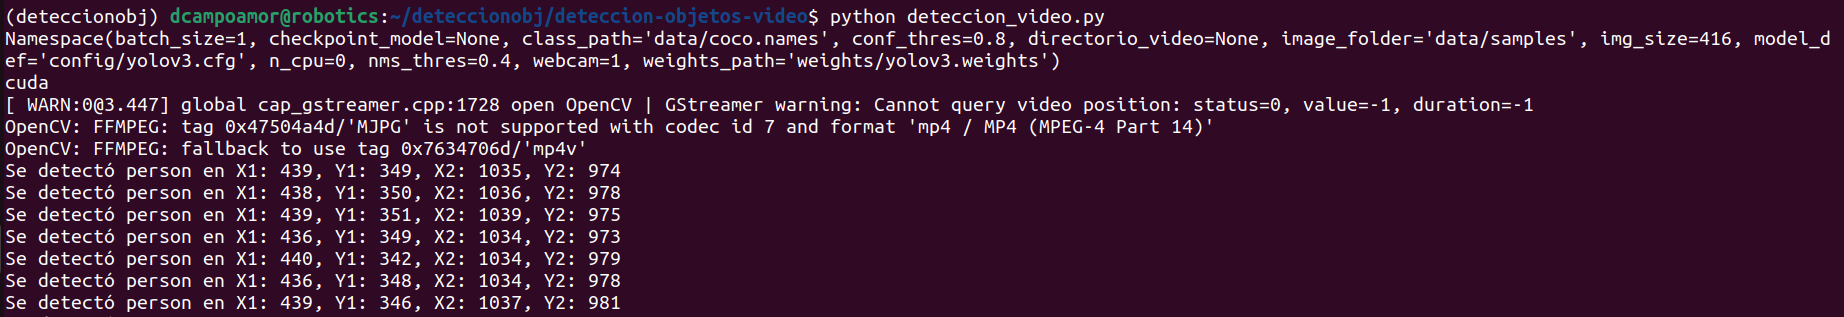 (deteccionobj) dcampoamor@robotics:~/deteccionobj/deteccion-objetos-video$ python deteccion_video.py
Namespace(batch_size=1, checkpoint_model=None, class_path='data/coco.names', conf_thres=0.8, directorio_video=None, image_folder='data/samples', img_size=416, model_d
ef='config/yolov3.cfg', n_cpu=0, nms_thres=0.4, webcam=1, weights_path='weights/yolov3.weights')
cuda
[ WARN:0@3.447] global cap_gstreamer.cpp:1728 open OpenCV | GStreamer warning: Cannot query video position: status=0, value=-1, duration=-1
OpenCV: FFMPEG: tag 0x47504a4d/'MJPG' is not supported with codec id 7 and format 'mp4 / MP4 (MPEG-4 Part 14)'
OpenCV: FFMPEG: fallback to use tag 0x7634706d/'mp4v'
Se detectó person en X1: 439, Y1: 349, X2: 1035, Y2: 974
Se detectó person en X1: 438, Y1: 350, X2: 1036, Y2: 978
Se detectó person en X1: 439, Y1: 351, X2: 1039, Y2: 975
Se detectó person en X1: 436, Y1: 349, X2: 1034, Y2: 973
Se detectó person en X1: 440, Y1: 342, X2: 1034, Y2: 979
Se detectó person en X1: 436, Y1: 348, X2: 1034, Y2: 978
Se detectó person en X1: 439, Y1: 346, X2: 1037, Y2: 981